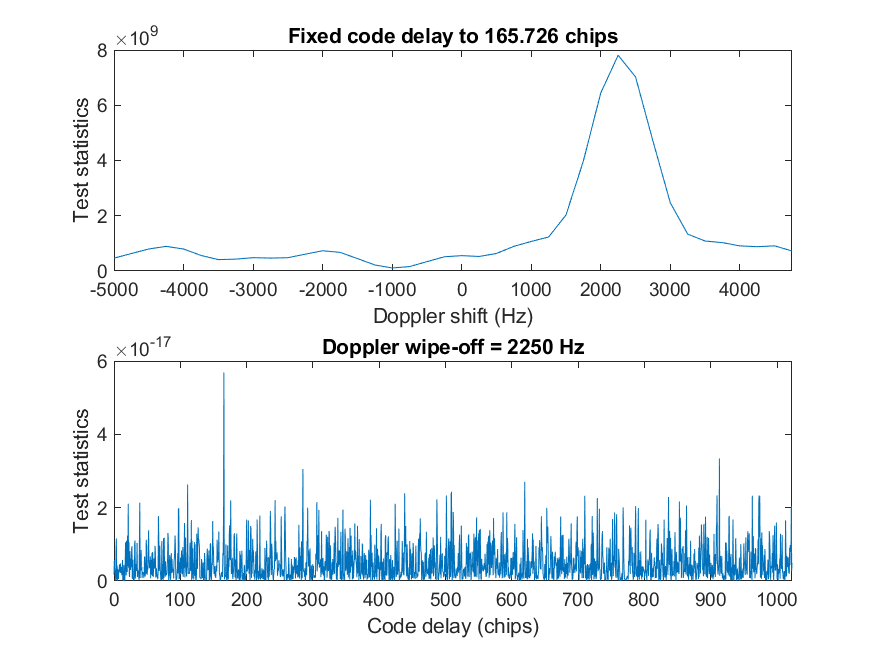 ×10⁹
Fixed code delay to 165.726 chips
8
6
4
2
0
Test statistics
-5000 -4000 -3000 -2000 -1000 0 1000 2000 3000 4000
Doppler shift (Hz)
×10⁻¹⁷
Doppler wipe-off = 2250 Hz
6
4
2
0
Test statistics
0 100 200 300 400 500 600 700 800 900 1000
Code delay (chips)